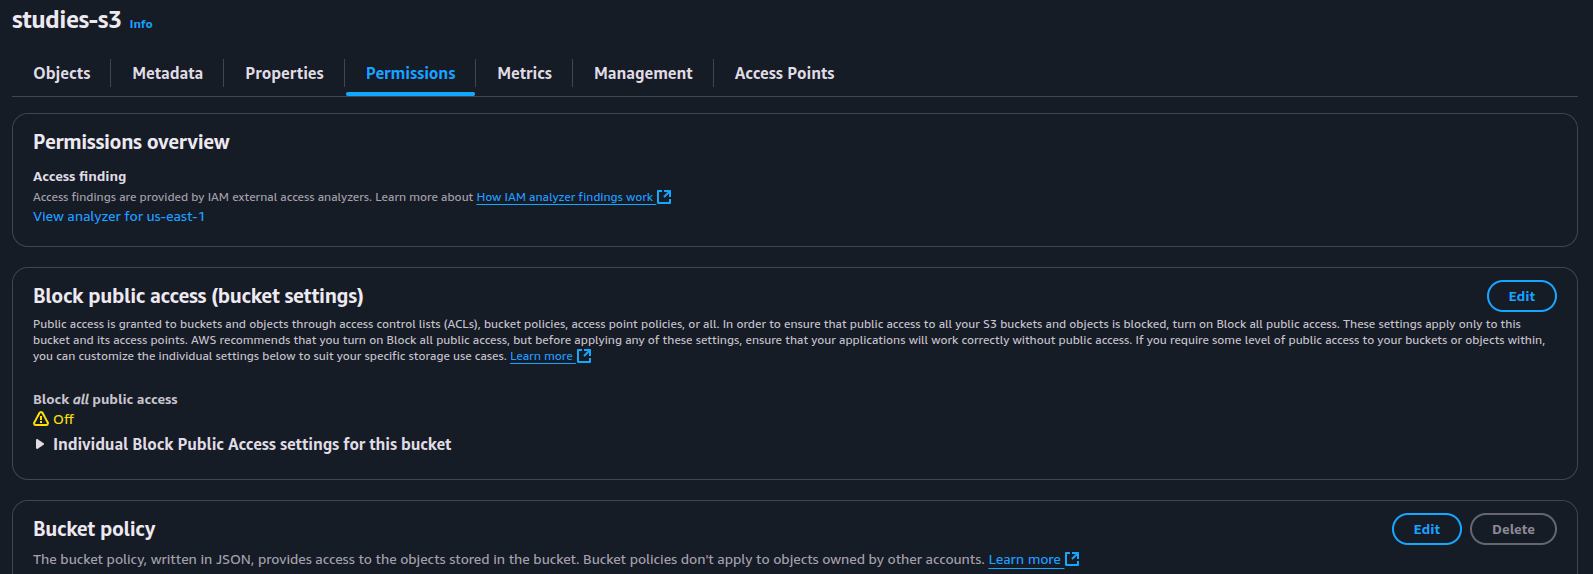 studies-s3 Info
Objects Metadata Properties Permissions Metrics Management Access Points
Permissions overview
Access finding
Access findings are provided by IAM external access analyzers. Learn more about How IAM analyzer findings work
View analyzer for us-east-1
Block public access (bucket settings)
Edit
Public access is granted to buckets and objects through access control lists (ACLs), bucket policies, access point policies, or all. In order to ensure that public access to all your S3 buckets and objects is blocked, turn on Block all public access. These settings apply only to this
bucket and its access points. AWS recommends that you turn on Block all public access, but before applying any of these settings, ensure that your applications will work correctly without public access. If you require some level of public access to your buckets or objects within,
you can customize the individual settings below to suit your specific storage use cases. Learn more
Block all public access
Off
Individual Block Public Access settings for this bucket
Bucket policy
Edit Delete
The bucket policy, written in JSON, provides access to the objects stored in the bucket. Bucket policies don't apply to objects owned by other accounts. Learn more